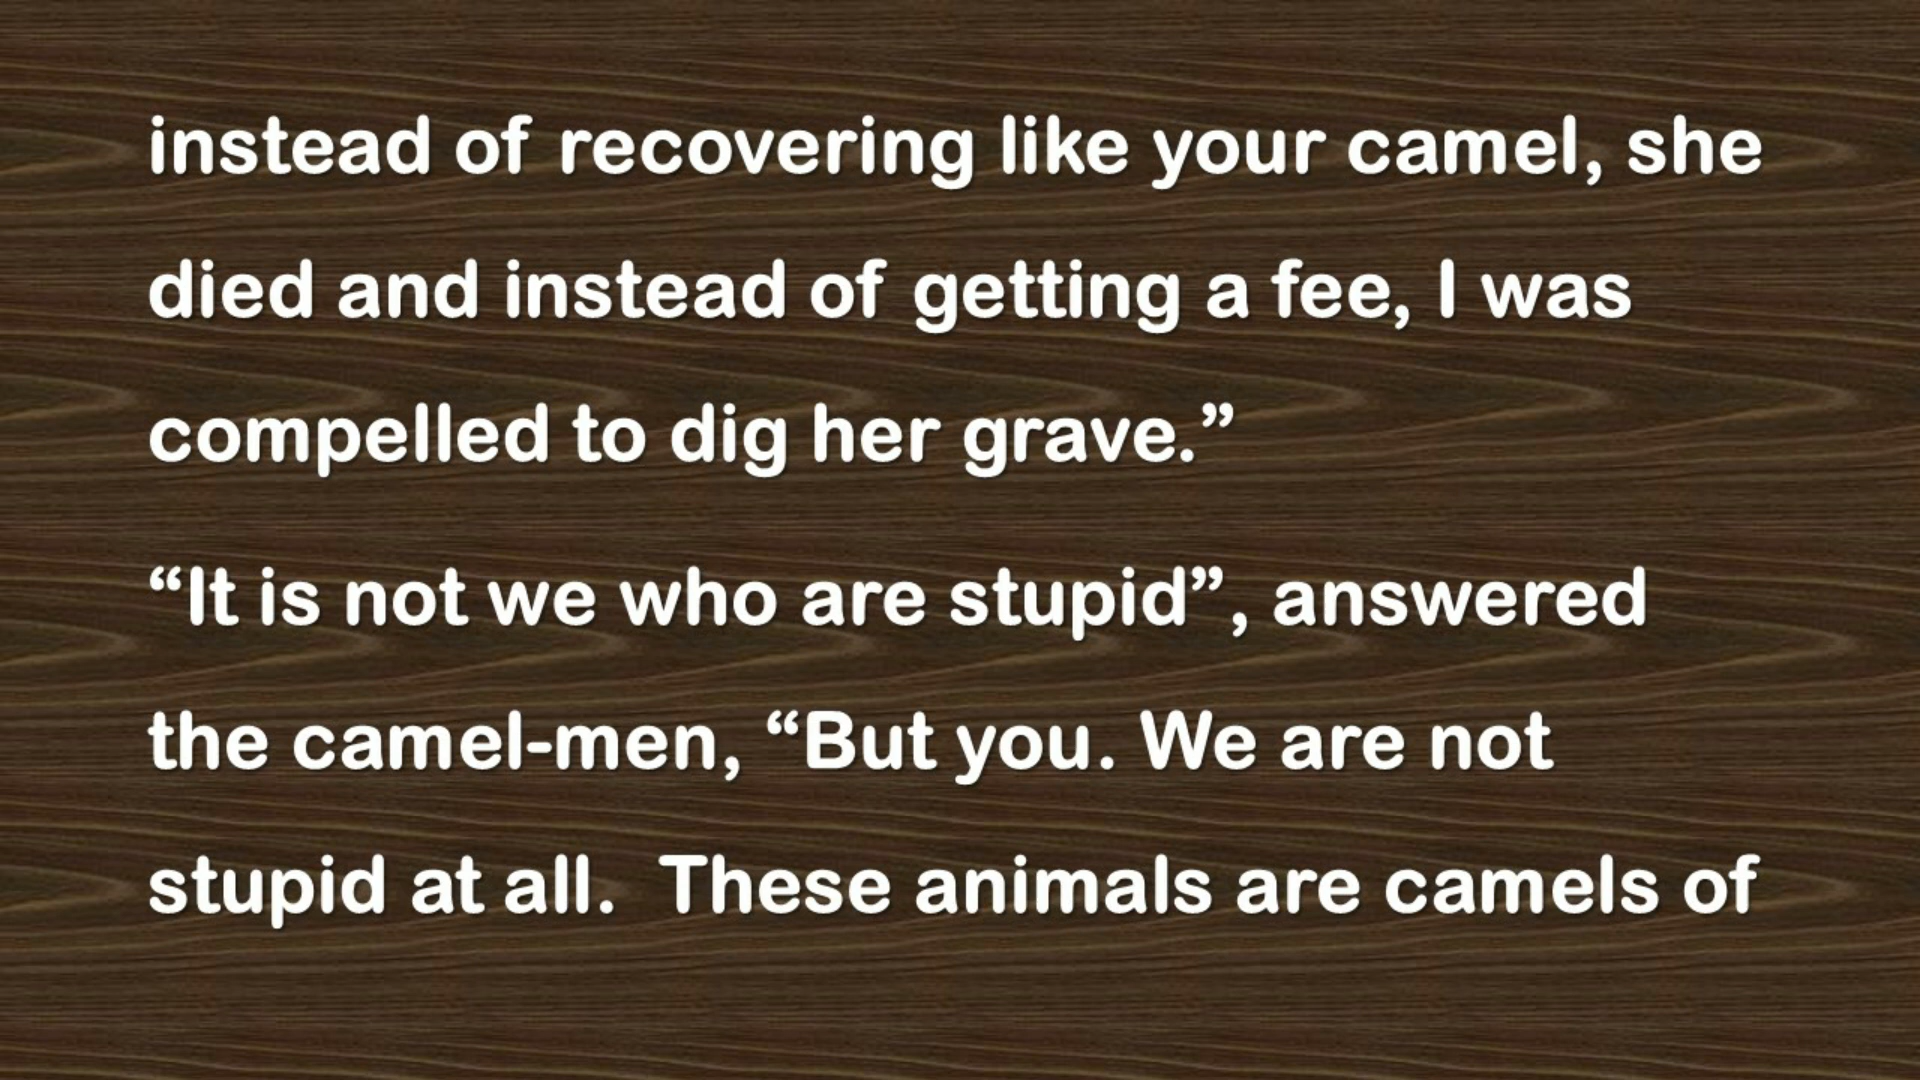 instead of recovering like your camel, she
died and instead of getting a fee, I was
compelled to dig her grave.”
“It is not we who are stupid”, answered
the camel-men, “But you. We are not
stupid at all.  These animals are camels of